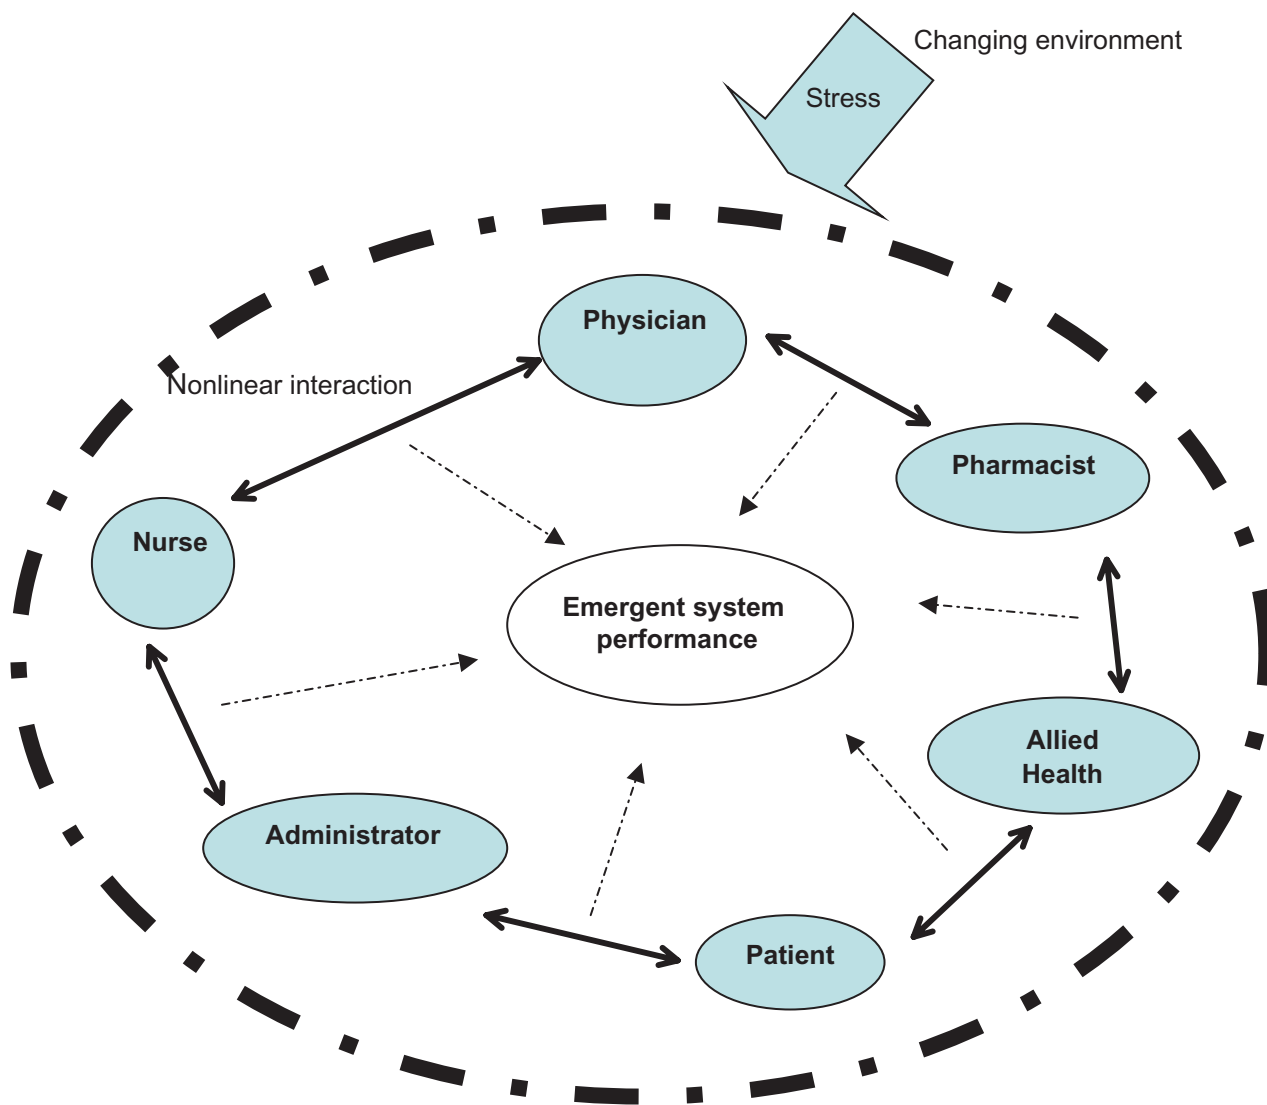 Changing environment
Stress
Physician
Nonlinear interaction
Pharmacist
Nurse
Emergent system
performance
Allied
Health
Administrator
Patient